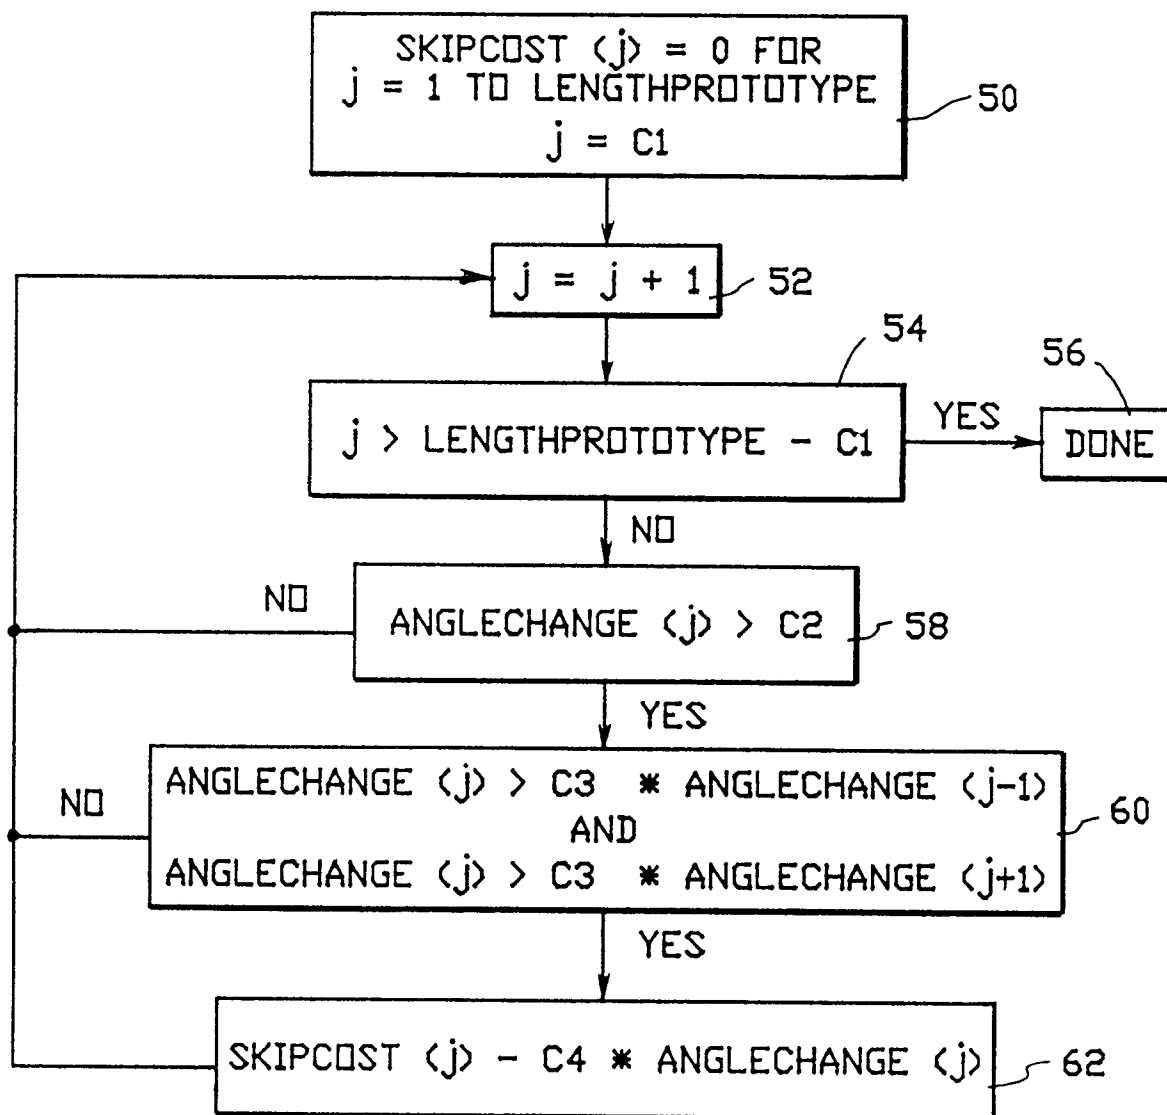 SKIPCOST (j) = 0 FOR
j = 1 TO LENGTHPROTOTYPE
j = C1
50
j = j + 1
52
54
j > LENGTHPROTOTYPE - C1
YES
56
DONE
NO
ANGLECHANGE (j) > C2
58
NO
YES
ANGLECHANGE (j) > C3 * ANGLECHANGE (j-1)
AND
ANGLECHANGE (j) > C3 * ANGLECHANGE (j+1)
60
NO
YES
SKIPCOST (j) - C4 * ANGLECHANGE (j)
62